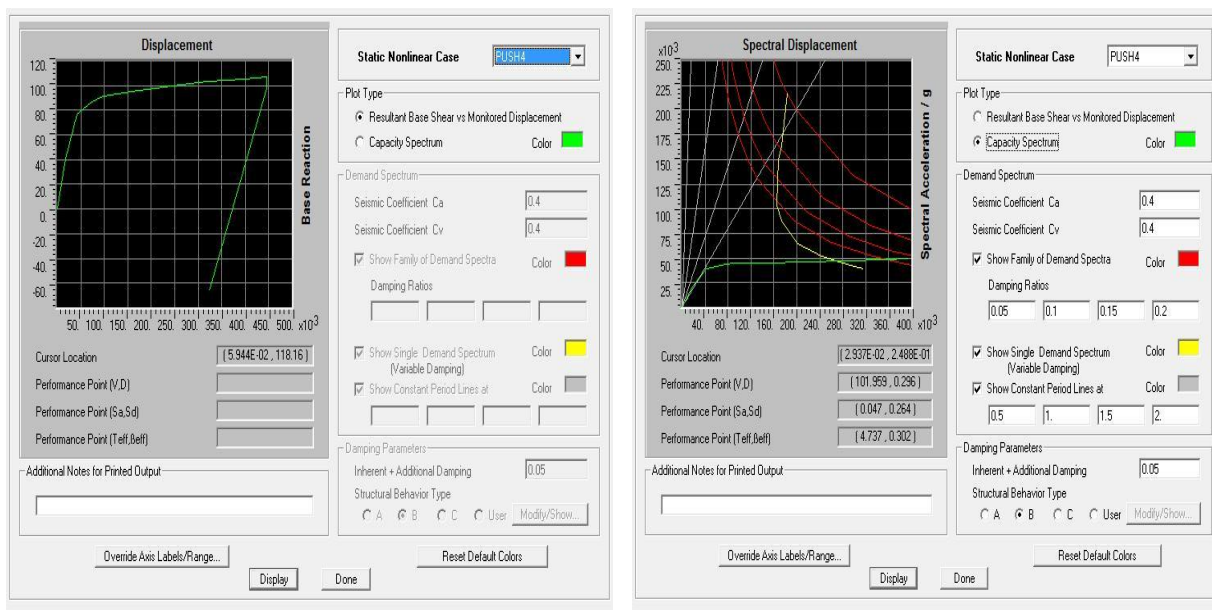 Displacement
120.
100.
80.
60.
40.
20.
0.
-20.
-40.
-60.
Base Reaction
50. 100. 150. 200. 250. 300. 350. 400. 450. 500. x10³
Cursor Location
( 5.944E-02 , 118.16 )
Performance Point (V,D)
Performance Point (Sa,Sd)
Performance Point (Teff,βeff)
Additional Notes for Printed Output
Static Nonlinear Case
PUSH4
Plot Type
Resultant Base Shear vs Monitored Displacement
Capacity Spectrum
Color
Demand Spectrum
Seismic Coefficient Ca
0.4
Seismic Coefficient Cv
0.4
Show Family of Demand Spectra
Color
Damping Ratios
Show Single Demand Spectrum
Color
(Variable Damping)
Show Constant Period Lines at
Color
Damping Parameters
Inherent + Additional Damping
0.05
Structural Behavior Type
A B C User Modify/Show...
Override Axis Labels/Range...
Reset Default Colors
Display Done
Spectral Displacement
x10³
250.
225.
200.
175.
150.
125.
100.
75.
50.
25.
Spectral Acceleration / g
40. 80. 120. 160. 200. 240. 280. 320. 360. 400. x10³
Cursor Location
( 2.937E-02 , 2.488E-01
Performance Point (V,D)
( 101.959 , 0.296 )
Performance Point (Sa,Sd)
( 0.047 , 0.264 )
Performance Point (Teff,βeff)
( 4.737 , 0.302 )
Additional Notes for Printed Output
Static Nonlinear Case
PUSH4
Plot Type
Resultant Base Shear vs Monitored Displacement
Capacity Spectrum
Color
Demand Spectrum
Seismic Coefficient Ca
0.4
Seismic Coefficient Cv
0.4
Show Family of Demand Spectra
Color
Damping Ratios
0.05 0.1 0.15 0.2
Show Single Demand Spectrum
Color
(Variable Damping)
Show Constant Period Lines at
Color
0.5 1. 1.5 2.
Damping Parameters
Inherent + Additional Damping
0.05
Structural Behavior Type
A B C User Modify/Show...
Override Axis Labels/Range...
Reset Default Colors
Display Done